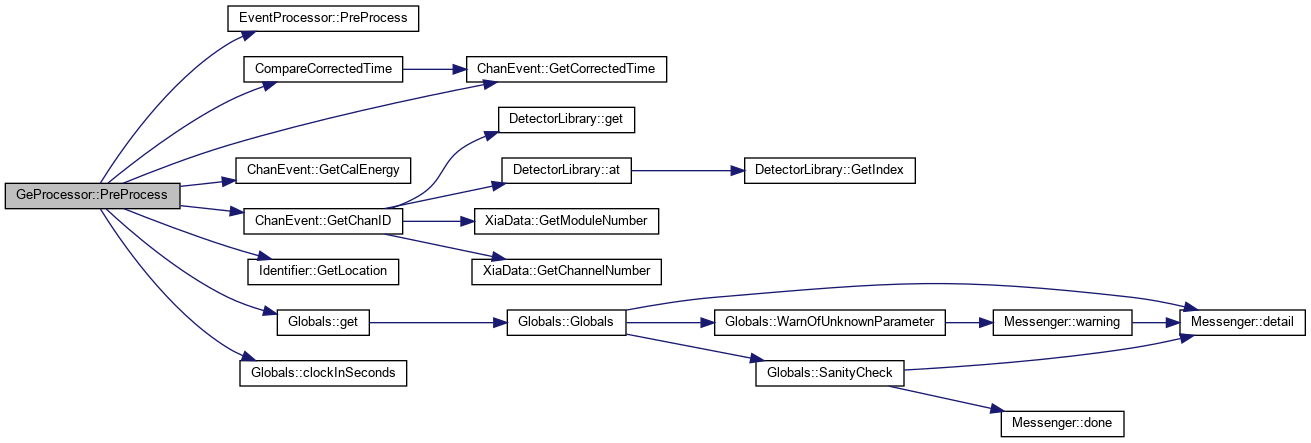 EventProcessor::PreProcess
CompareCorrectedTime
ChanEvent::GetCorrectedTime
DetectorLibrary::get
ChanEvent::GetCalEnergy
DetectorLibrary::at
DetectorLibrary::GetIndex
GeProcessor::PreProcess
ChanEvent::GetChanID
XiaData::GetModuleNumber
Identifier::GetLocation
XiaData::GetChannelNumber
Globals::get
Globals::Globals
Globals::WarnOfUnknownParameter
Messenger::warning
Messenger::detail
Globals::clockInSeconds
Globals::SanityCheck
Messenger::done